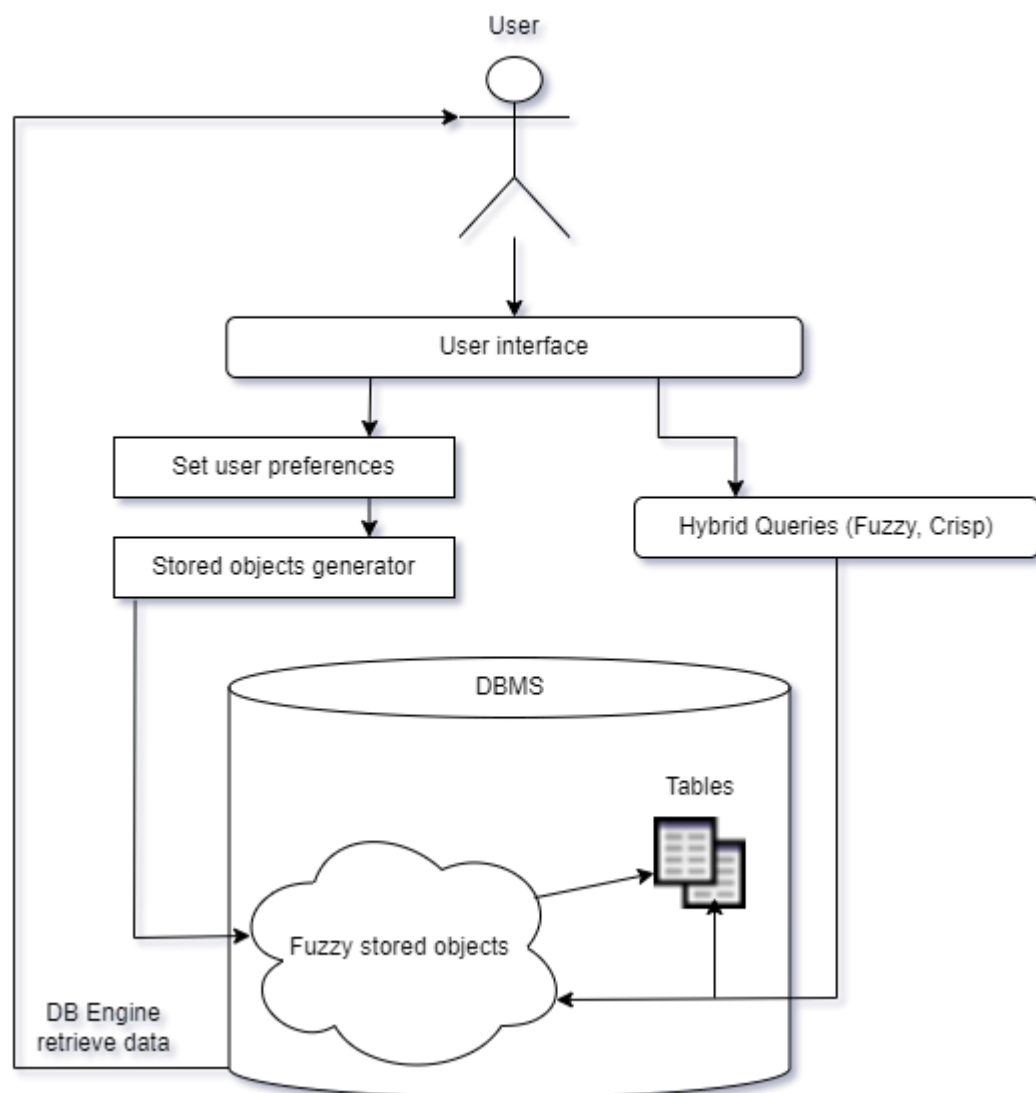 User
User interface
Set user preferences
Hybrid Queries (Fuzzy, Crisp)
Stored objects generator
DBMS
Tables
Fuzzy stored objects
DB Engine
retrieve data